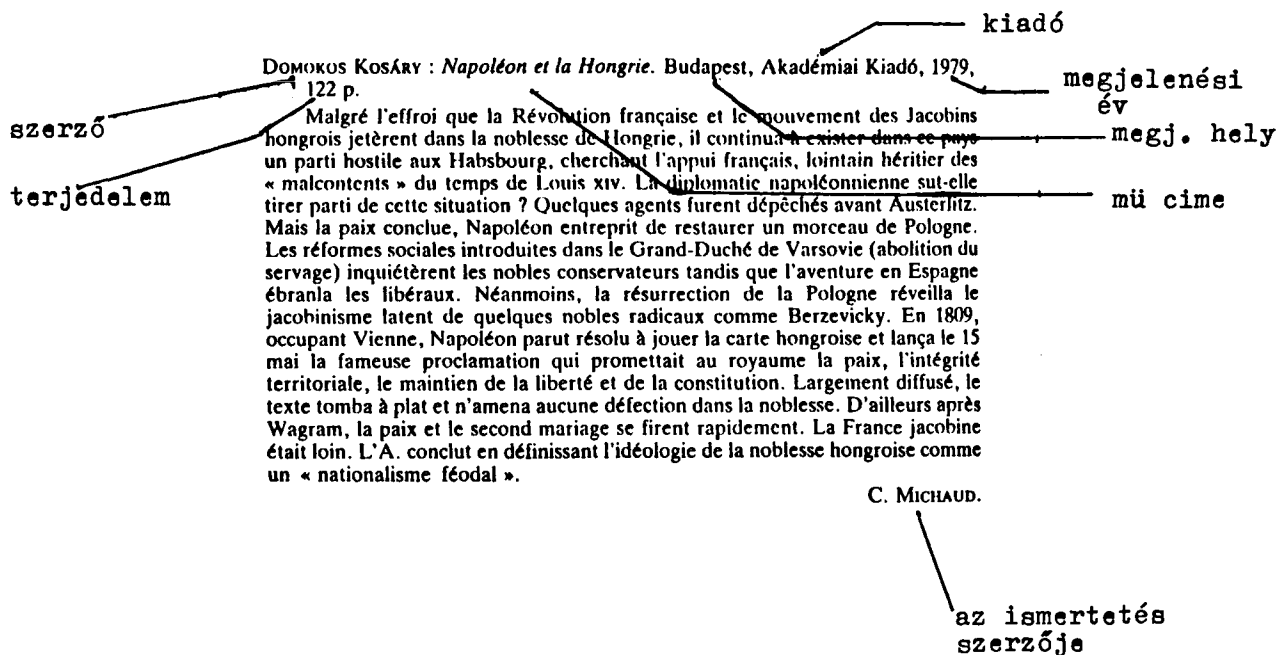 kiadó
DOMOKOS KOSÁRY : Napoléon et la Hongrie. Budapest, Akadémiai Kiadó, 1979,
122 p.
megjelenési
év
szerző
megj. hely
terjedelem
mü cime
Malgré l'effroi que la Révolution française et le mouvement des Jacobins
hongrois jetèrent dans la noblesse de Hongrie, il continua à exister dans ce pays
un parti hostile aux Habsbourg, cherchant l'appui français, lointain héritier des
« malcontents » du temps de Louis XIV. La diplomatie napoléonnienne sut-elle
tirer parti de cette situation ? Quelques agents furent dépêchés avant Austerlitz.
Mais la paix conclue, Napoléon entreprit de restaurer un morceau de Pologne.
Les réformes sociales introduites dans le Grand-Duché de Varsovie (abolition du
servage) inquiétèrent les nobles conservateurs tandis que l'aventure en Espagne
ébranla les libéraux. Néanmoins, la résurrection de la Pologne réveilla le
jacobinisme latent de quelques nobles radicaux comme Berzevicky. En 1809,
occupant Vienne, Napoléon parut résolu à jouer la carte hongroise et lança le 15
mai la fameuse proclamation qui promettait au royaume la paix, l'intégrité
territoriale, le maintien de la liberté et de la constitution. Largement diffusé, le
texte tomba à plat et n'amena aucune défection dans la noblesse. D'ailleurs après
Wagram, la paix et le second mariage se firent rapidement. La France jacobine
était loin. L'A. conclut en définissant l'idéologie de la noblesse hongroise comme
un « nationalisme féodal ».
C. MICHAUD.
az ismertetés
szerzője